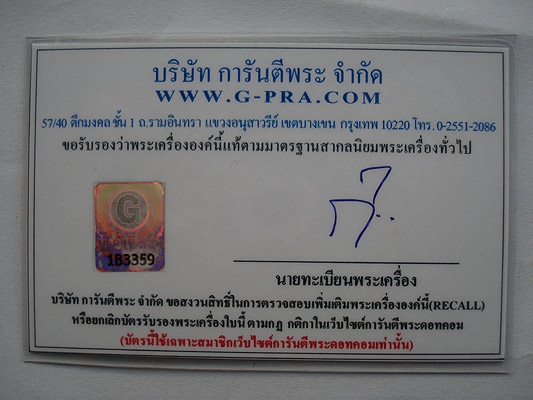 บริษัท การันตีพระ จำกัด
WWW.G-PRA.COM
57/40 ตึกมงคล ชั้น 1 ถ.รามอินทรา แขวงอนุสาวรีย์ เขตบางเขน กรุงเทพ 10220 โทร. 0-2551-2086
ขอรับรองว่าพระเครื่ององค์นี้แท้ตามมาตรฐานสากลนิยมพระเครื่องทั่วไป
G
183359
นายทะเบียนพระเครื่อง
บริษัท การันตีพระ จำกัด ขอสงวนสิทธิ์ในการตรวจสอบเพิ่มเติมพระเครื่ององค์นี้(RECALL)
หรือยกเลิกบัตรรับรองพระเครื่องใบนี้ ตามกฎ กติกาในเว็บไซต์การันตีพระดอทคอม
(บัตรนี้ใช้เฉพาะสมาชิกเว็บไซต์การันตีพระดอทคอมเท่านั้น)